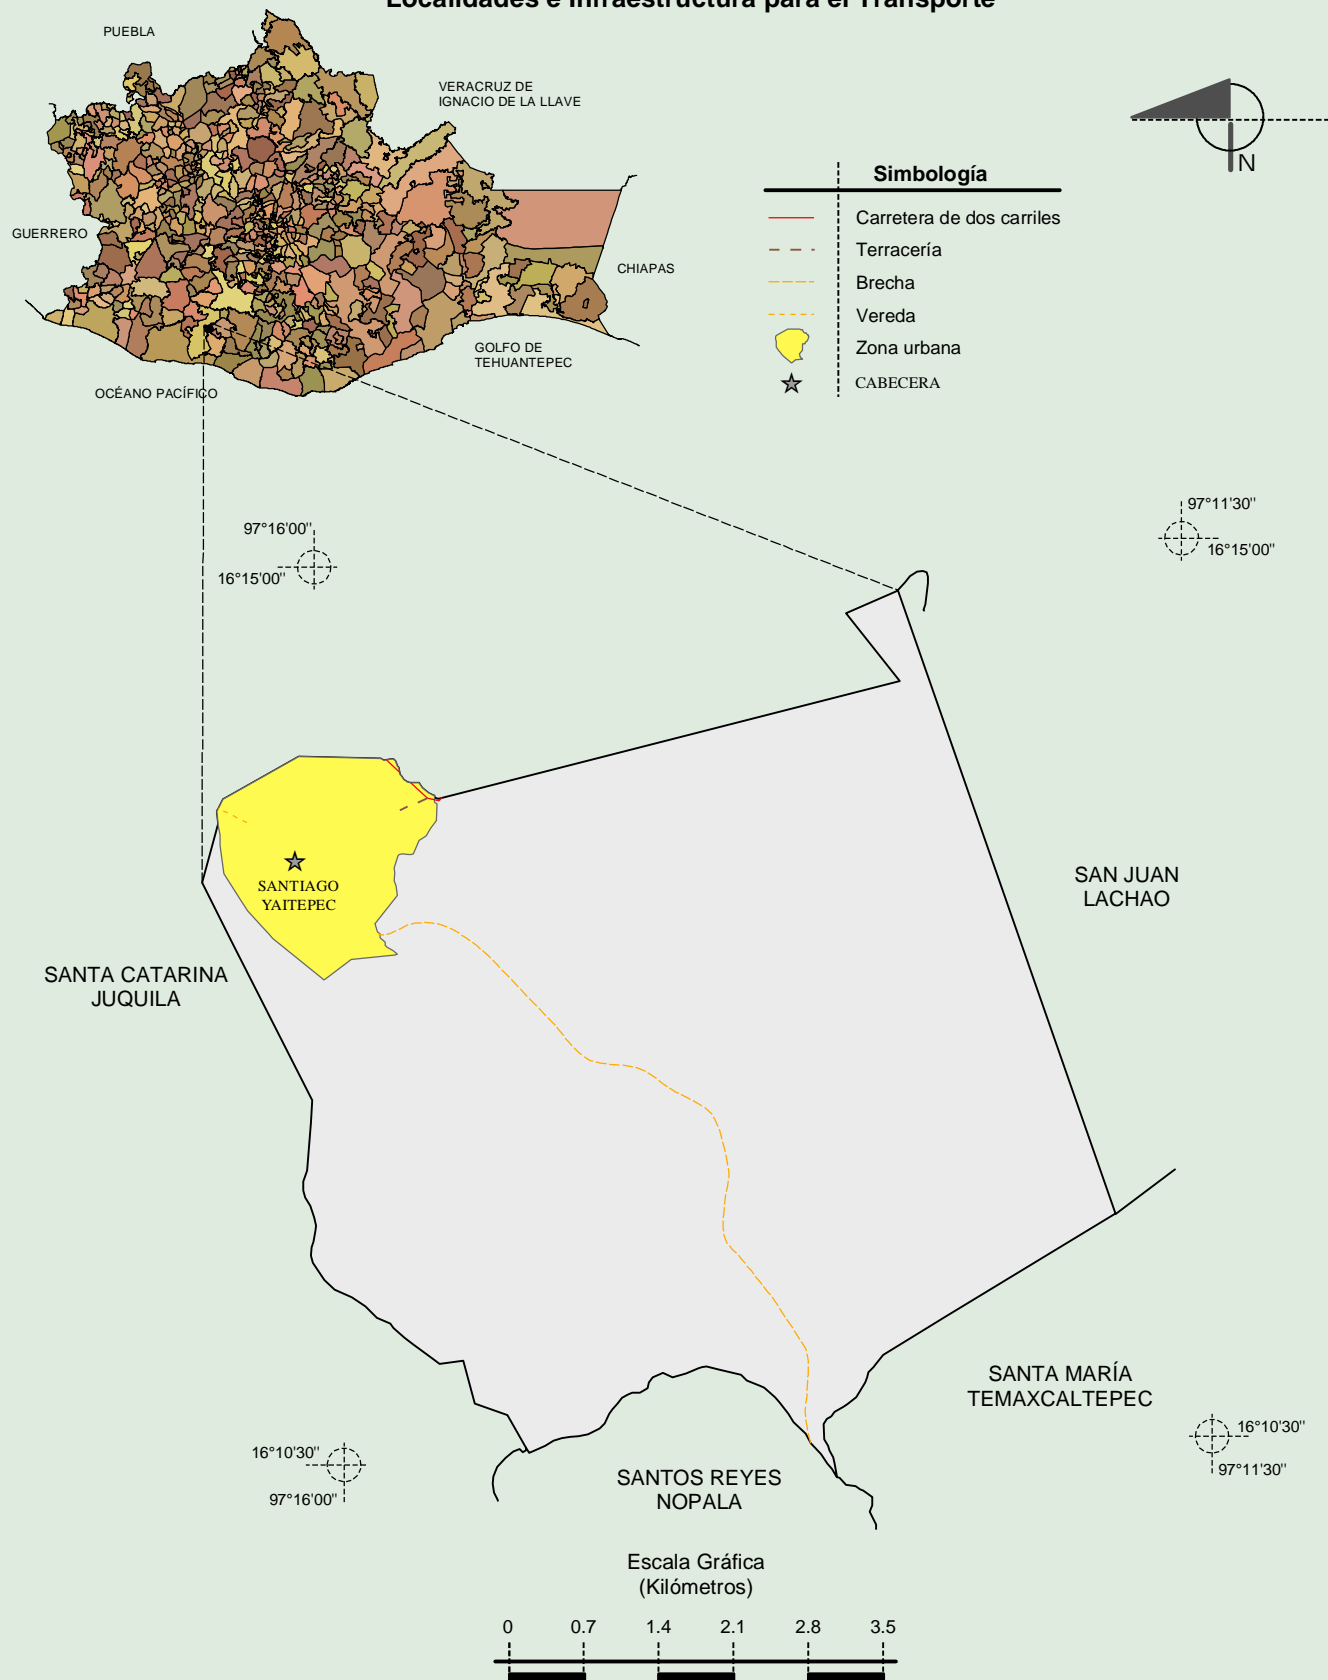 Localidades e Infraestructura para el Transporte
PUEBLA
VERACRUZ DE
IGNACIO DE LA LLAVE
N
Simbología
Carretera de dos carriles
Terracería
Brecha
Vereda
Zona urbana
CABECERA
GUERRERO
CHIAPAS
GOLFO DE
TEHUANTEPEC
OCÉANO PACÍFICO
97°16'00"
16°15'00"
97°11'30"
16°15'00"
SANTIAGO
YAITEPEC
SAN JUAN
LACHAO
SANTA CATARINA
JUQUILA
SANTA MARÍA
TEMAXCALTEPEC
16°10'30"
97°16'00"
16°10'30"
97°11'30"
SANTOS REYES
NOPALA
Escala Gráfica
(Kilómetros)
0 0.7 1.4 2.1 2.8 3.5